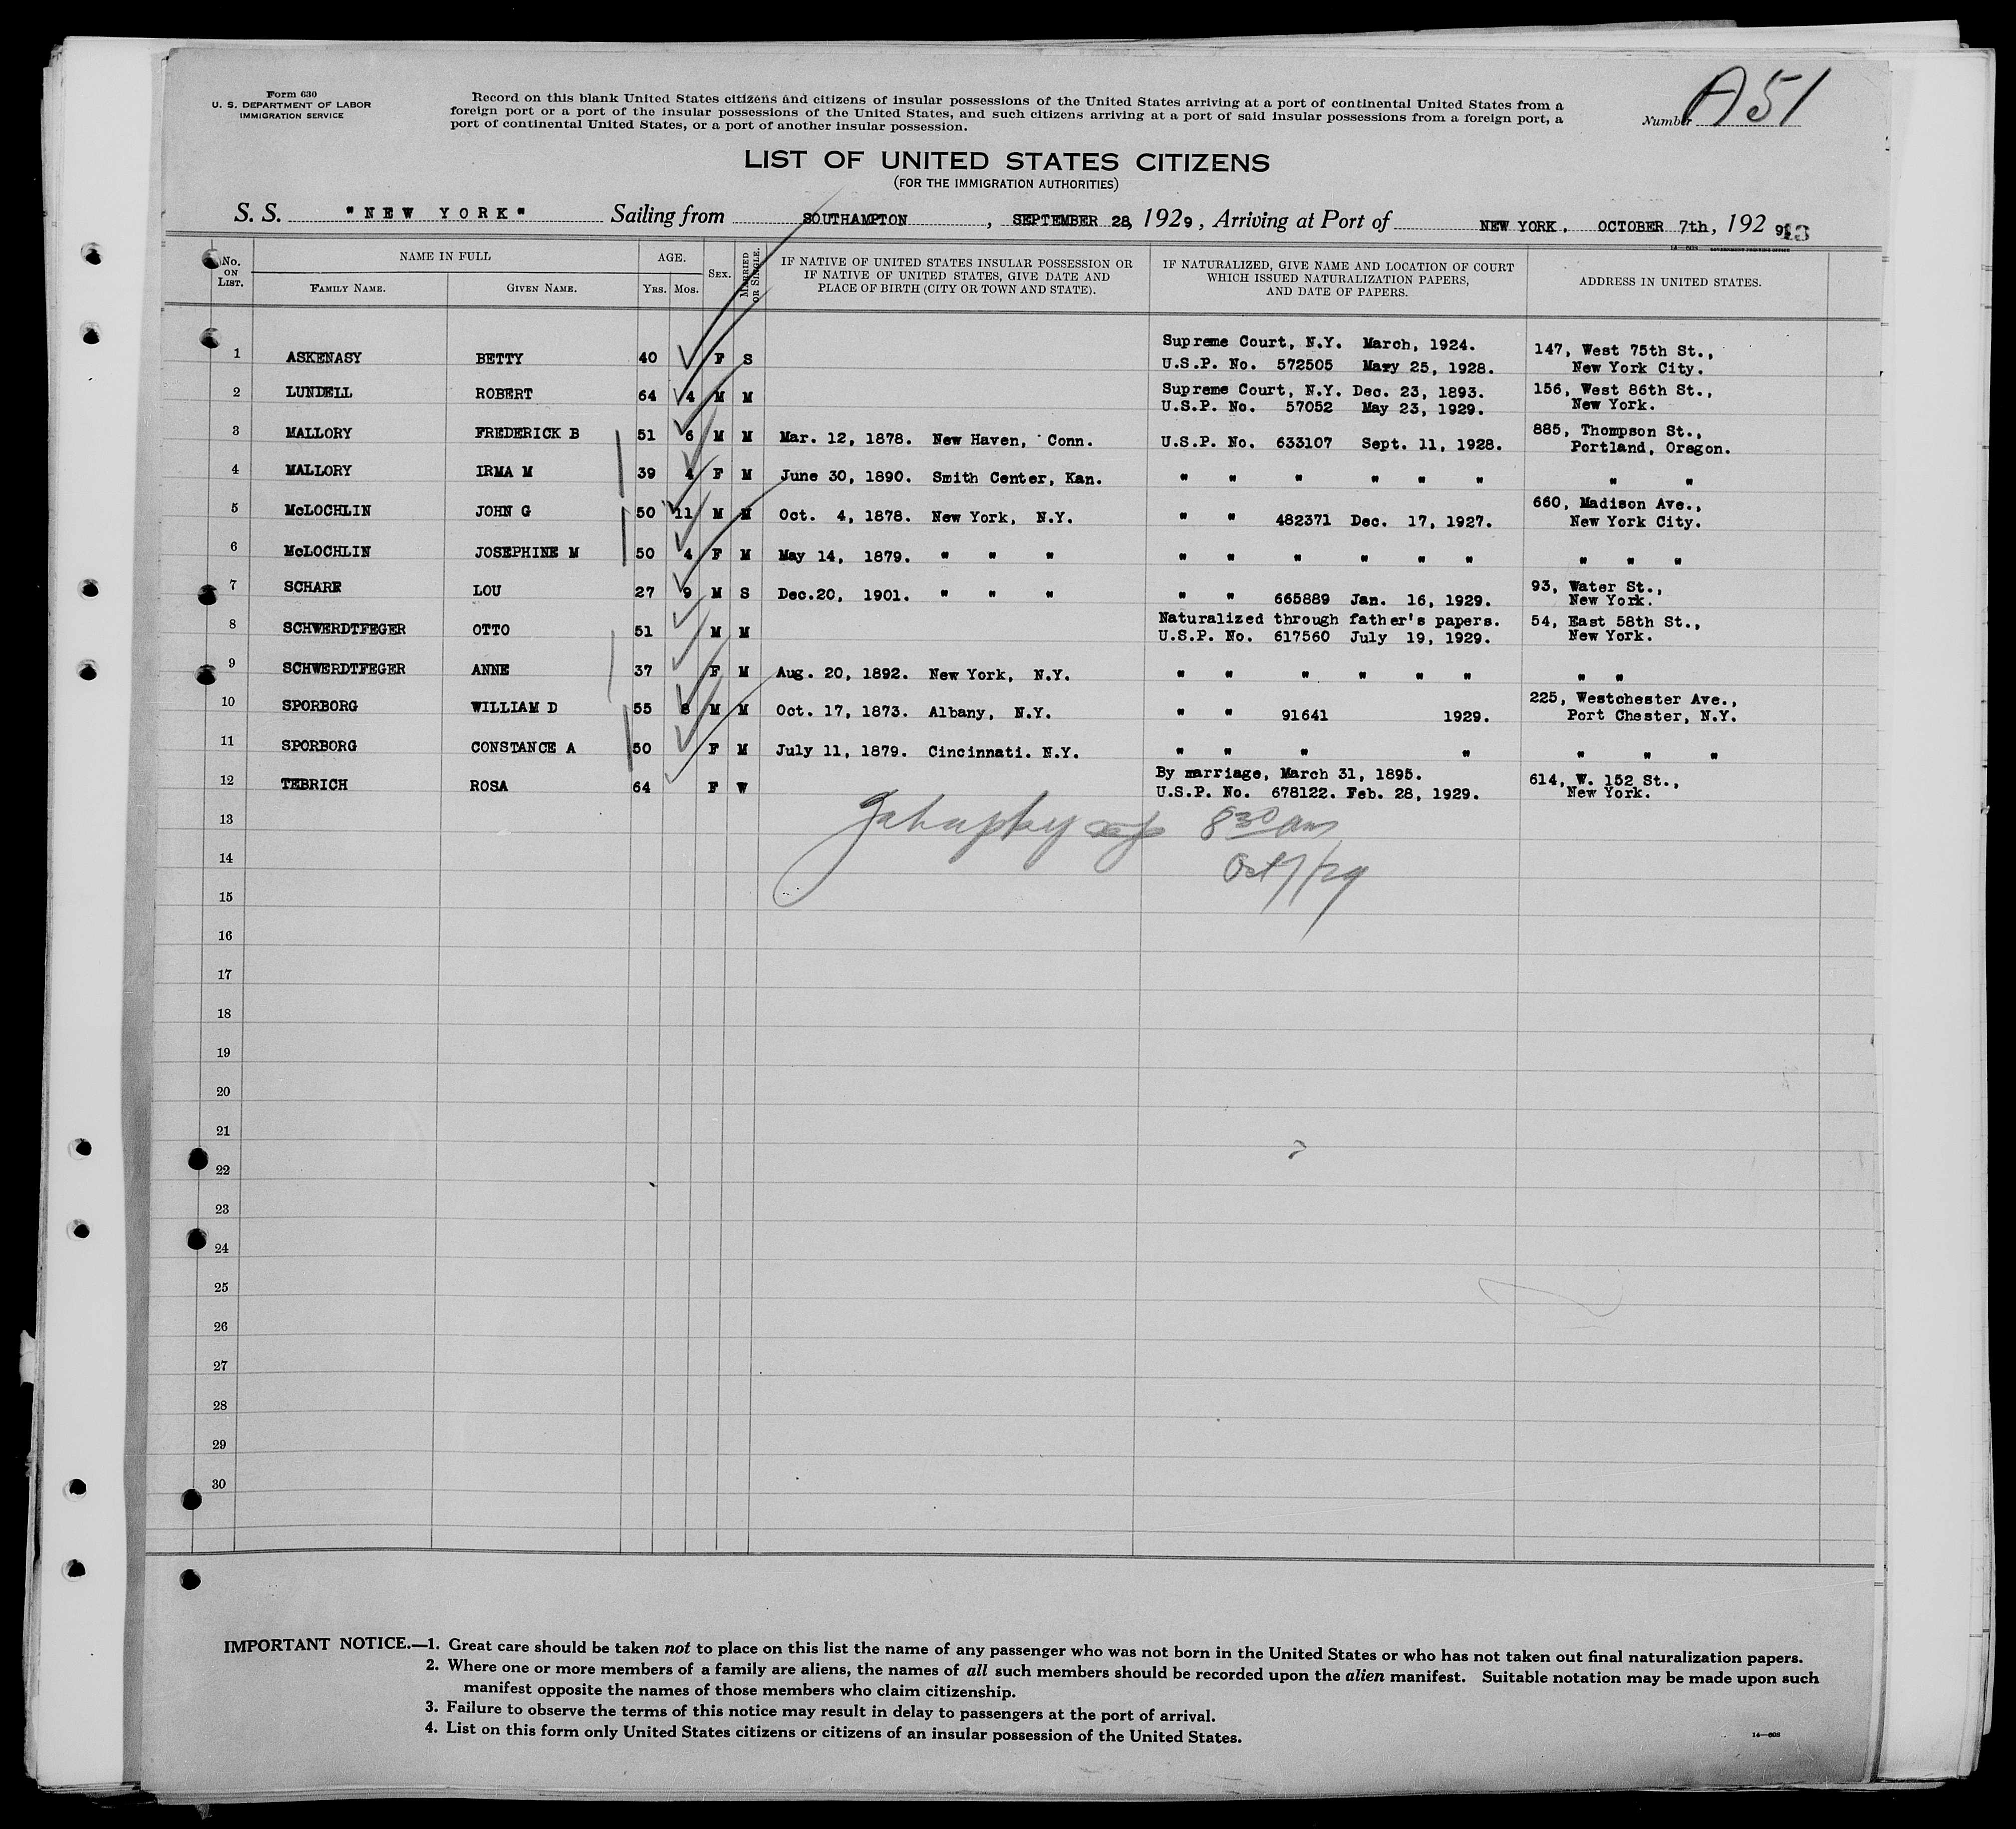 Form 630
U. S. DEPARTMENT OF LABOR
IMMIGRATION SERVICE
Record on this blank United States citizens and citizens of insular possessions of the United States arriving at a port of continental United States from a
foreign port or a port of the insular possessions of the United States, and such citizens arriving at a port of said insular possessions from a foreign port, a
port of continental United States, or a port of another insular possession.
Number A51
LIST OF UNITED STATES CITIZENS
(FOR THE IMMIGRATION AUTHORITIES)
S. S. "NEW YORK" Sailing from SOUTHAMPTON, SEPTEMBER 28, 1929, Arriving at Port of NEW YORK, OCTOBER 7th, 1929
No. ON LIST. NAME IN FULL FAMILY NAME. GIVEN NAME. AGE. YRS. MOS. SEX. MARRIED OR SINGLE. IF NATIVE OF UNITED STATES INSULAR POSSESSION OR IF NATIVE OF UNITED STATES, GIVE DATE AND PLACE OF BIRTH (CITY OR TOWN AND STATE). IF NATURALIZED, GIVE NAME AND LOCATION OF COURT WHICH ISSUED NATURALIZATION PAPERS, AND DATE OF PAPERS. ADDRESS IN UNITED STATES.
1 ASKENASY BETTY 40 F S Supreme Court, N.Y. March, 1924. 147, West 75th St.,
U.S.P. No. 572505 25, 1928. New York City.
2 LUNDELL ROBERT 64 4 M M Supreme Court, N.Y. Dec. 23, 1893. 156, West 86th St.,
U.S.P. No. 57052 May 23, 1929. New York.
3 MALLORY FREDERICK B 51 6 M M Mar. 12, 1878. New Haven, Conn. U.S.P. No. 633107 Sept. 11, 1928. 885, Thompson St.,
Portland, Oregon.
4 MALLORY IRMA M 39 4 F M June 30, 1890. Smith Center, Kan. " " " " " " " "
5 McLOCHLIN JOHN G 50 11 M M Oct. 4, 1878. New York, N.Y. " " 482371 Dec. 17, 1927. 660, Madison Ave.,
New York City.
6 McLOCHLIN JOSEPHINE M 50 4 F M May 14, 1879. " " " " " " " " " " " "
7 SCHARF LOU 27 9 M S Dec.20, 1901. " " " " " 665889 Jan. 16, 1929. 93, Water St.,
New York.
8 SCHWERDTFEGER OTTO 51 M M Naturalized through father's papers. 54, East 58th St.,
U.S.P. No. 617560 July 19, 1929. New York.
9 SCHWERDTFEGER ANNE 37 F M Aug. 20, 1892. New York, N.Y. " " " " " " " "
10 SPORBORG WILLIAM D 55 8 M M Oct. 17, 1873. Albany, N.Y. " " 91641 1929. 225, Westchester Ave.,
Port Chester, N.Y.
11 SPORBORG CONSTANCE A 50 F M July 11, 1879. Cincinnati. N.Y. " " " " " " "
12 TEBRICH ROSA 64 F W By marriage, March 31, 1895. 614, W. 152 St.,
U.S.P. No. 678122. Feb. 28, 1929. New York.
13
8 30 am
14
Oct 7/29
15
16
17
18
19
20
21
22
23
24
25
26
27
28
29
30
IMPORTANT NOTICE.—1. Great care should be taken not to place on this list the name of any passenger who was not born in the United States or who has not taken out final naturalization papers.
2. Where one or more members of a family are aliens, the names of all such members should be recorded upon the alien manifest. Suitable notation may be made upon such
manifest opposite the names of those members who claim citizenship.
3. Failure to observe the terms of this notice may result in delay to passengers at the port of arrival.
4. List on this form only United States citizens or citizens of an insular possession of the United States.